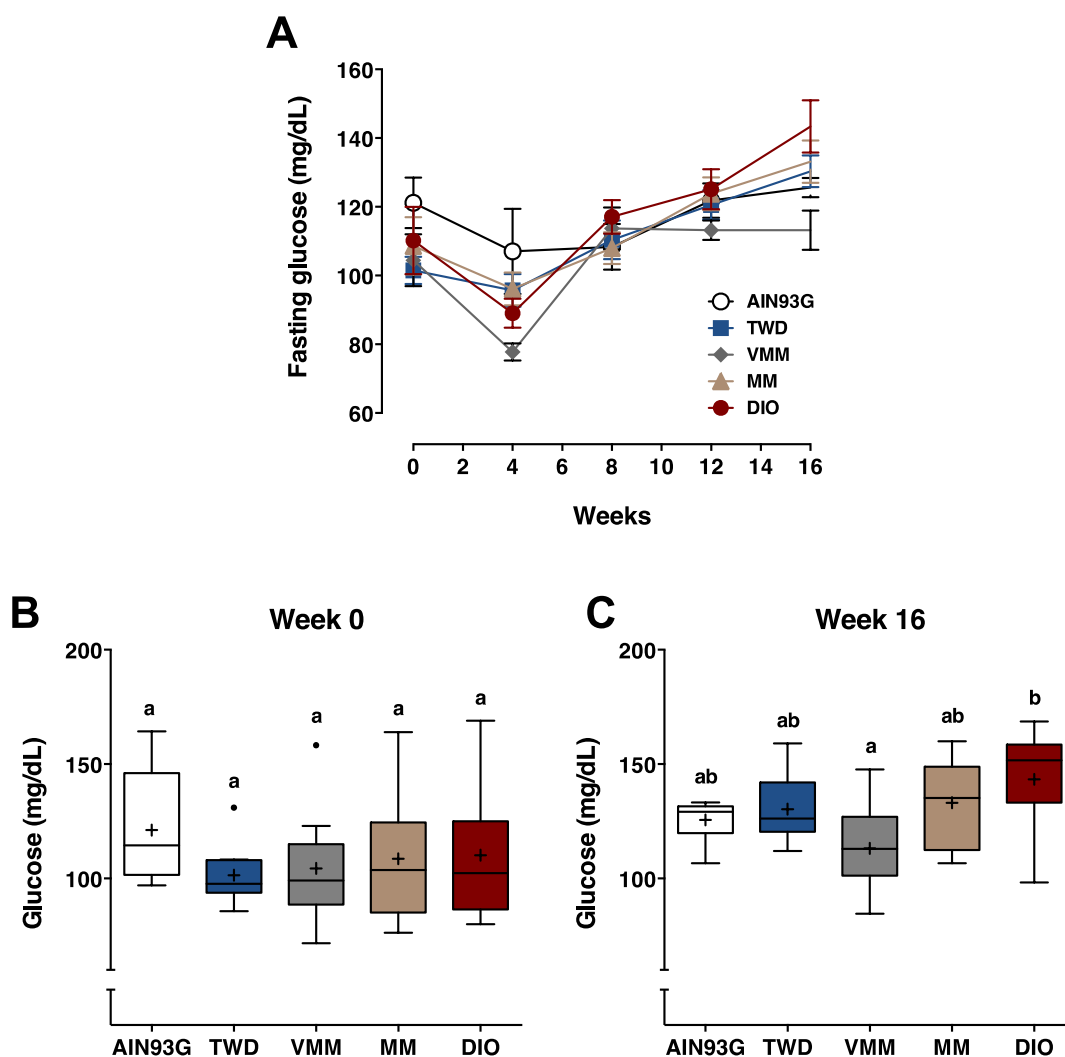 A
Fasting glucose (mg/dL)
160
140
120
100
80
60
AIN93G
TWD
VMM
MM
DIO
0 2 4 6 8 10 12 14 16
Weeks
B
Week 0
Glucose (mg/dL)
200
150
100
a a a a a
AIN93G TWD VMM MM DIO
C
Week 16
Glucose (mg/dL)
200
150
100
ab ab a ab b
AIN93G TWD VMM MM DIO